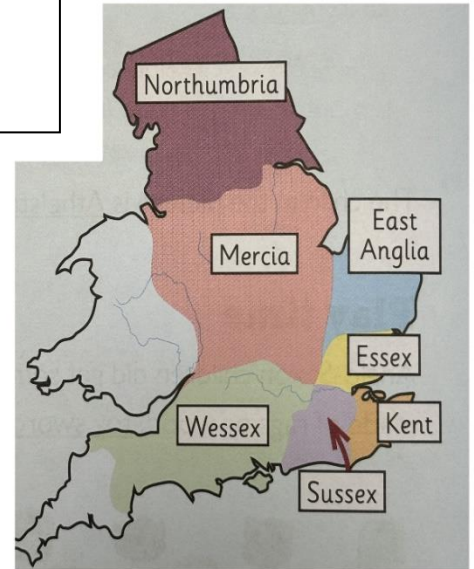 Northumbria
Mercia
East
Anglia
Essex
Wessex
Kent
Sussex